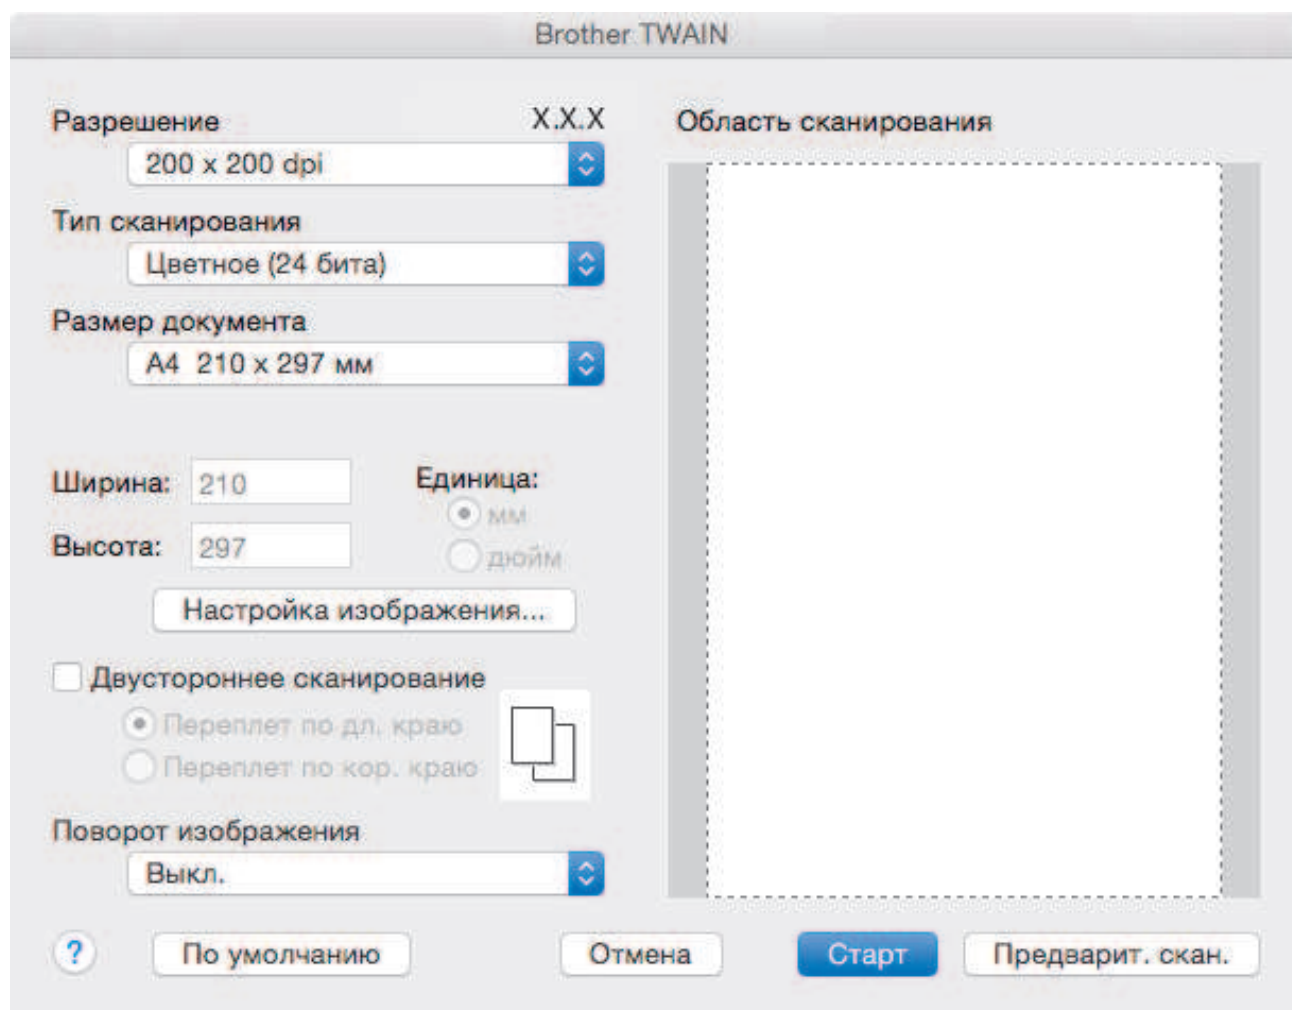 Brother TWAIN
Разрешение X.X.X
200 x 200 dpi
Тип сканирования
Цветное (24 бита)
Размер документа
A4 210 x 297 мм
Ширина: 210
Единица:
мм
Высота: 297
дюйм
Настройка изображения...
Двустороннее сканирование
Переплет по дл. краю
Переплет по кор. краю
Поворот изображения
Выкл.
Область сканирования
? По умолчанию Отмена Старт Предварит. скан.